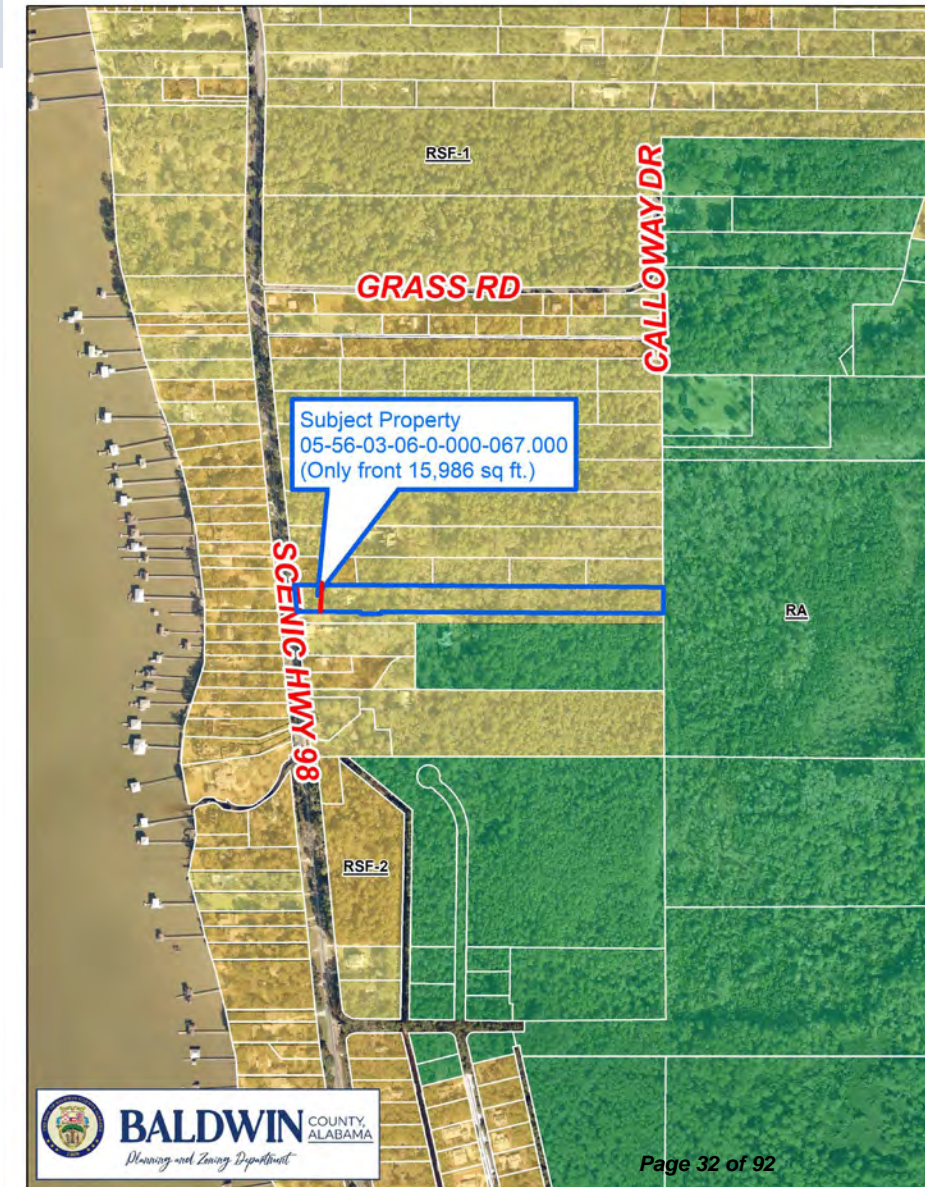 RSF-1
CALLOWAY DR
GRASS RD
Subject Property
05-56-03-06-0-000-067.000
(Only front 15,986 sq ft.)
SCENIC HWY 98
RA
RSF-2
BALDWIN COUNTY, ALABAMA
Planning and Zoning Department
Page 32 of 92